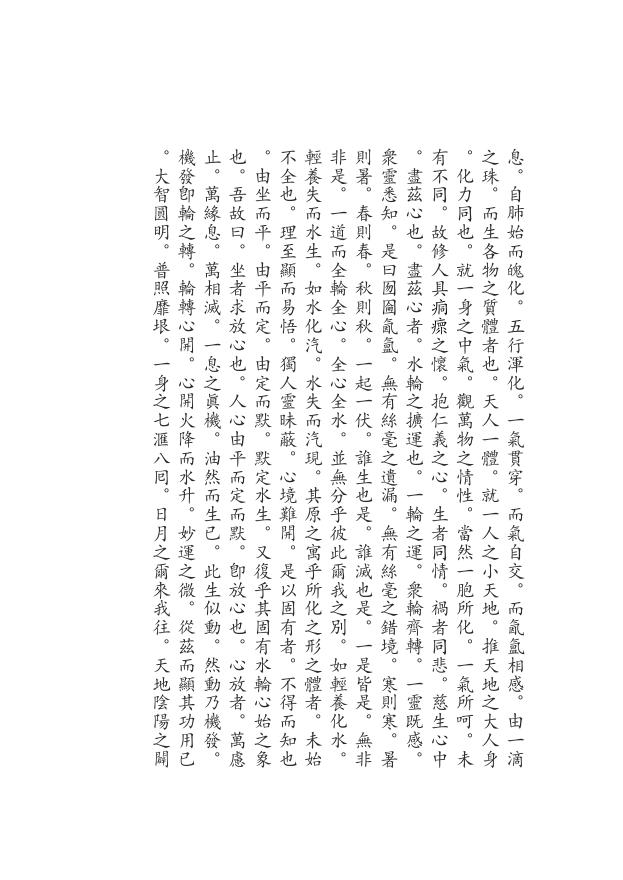 息。自肺始而魄化。五行渾化。一氣貫穿。而氣自交。而氤氳相感。由一滴
之珠。而生各物之質體者也。天人一體。就一人之小天地。推天地之大人身
。化力同也。就一身之中氣。觀萬物之情性。當然一胞所化。一氣所呵。未
有不同。故修人具痌瘝之懷。抱仁義之心。生者同情。禍者同悲。慈生心中
。盡茲心也。盡茲心者。水輪之擴運也。一輪之運。衆輪齊轉。一靈旣感。
衆靈悉知。是曰囫圇氤氳。無有絲毫之遺漏。無有絲毫之錯境。寒則寒。暑
則暑。春則春。秋則秋。一起一伏。誰生也是。誰滅也是。一是皆是。無非
非是。一道而全輪全心。全心全水。並無分乎彼此爾我之別。如輕養化水。
輕養失而水生。如水化汽。水失而汽現。其原之寓乎所化之形之體者。未始
不全也。理至顯而易悟。獨人靈昧蔽。心境難開。是以固有者。不得而知也
。由坐而平。由平而定。由定而默。默定水生。又復乎其固有水輪心始之象
也。吾故曰。坐者求放心也。人心由平而定而默。卽放心也。心放者。萬慮
止。萬緣息。萬相滅。一息之眞機。油然而生已。此生似動。然動乃機發。
機發卽輪之轉。輪轉心開。心開火降而水升。妙運之微。從茲而顯其功用已
。大智圓明。普照靡垠。一身之七滙八囘。日月之爾來我往。天地陰陽之闢